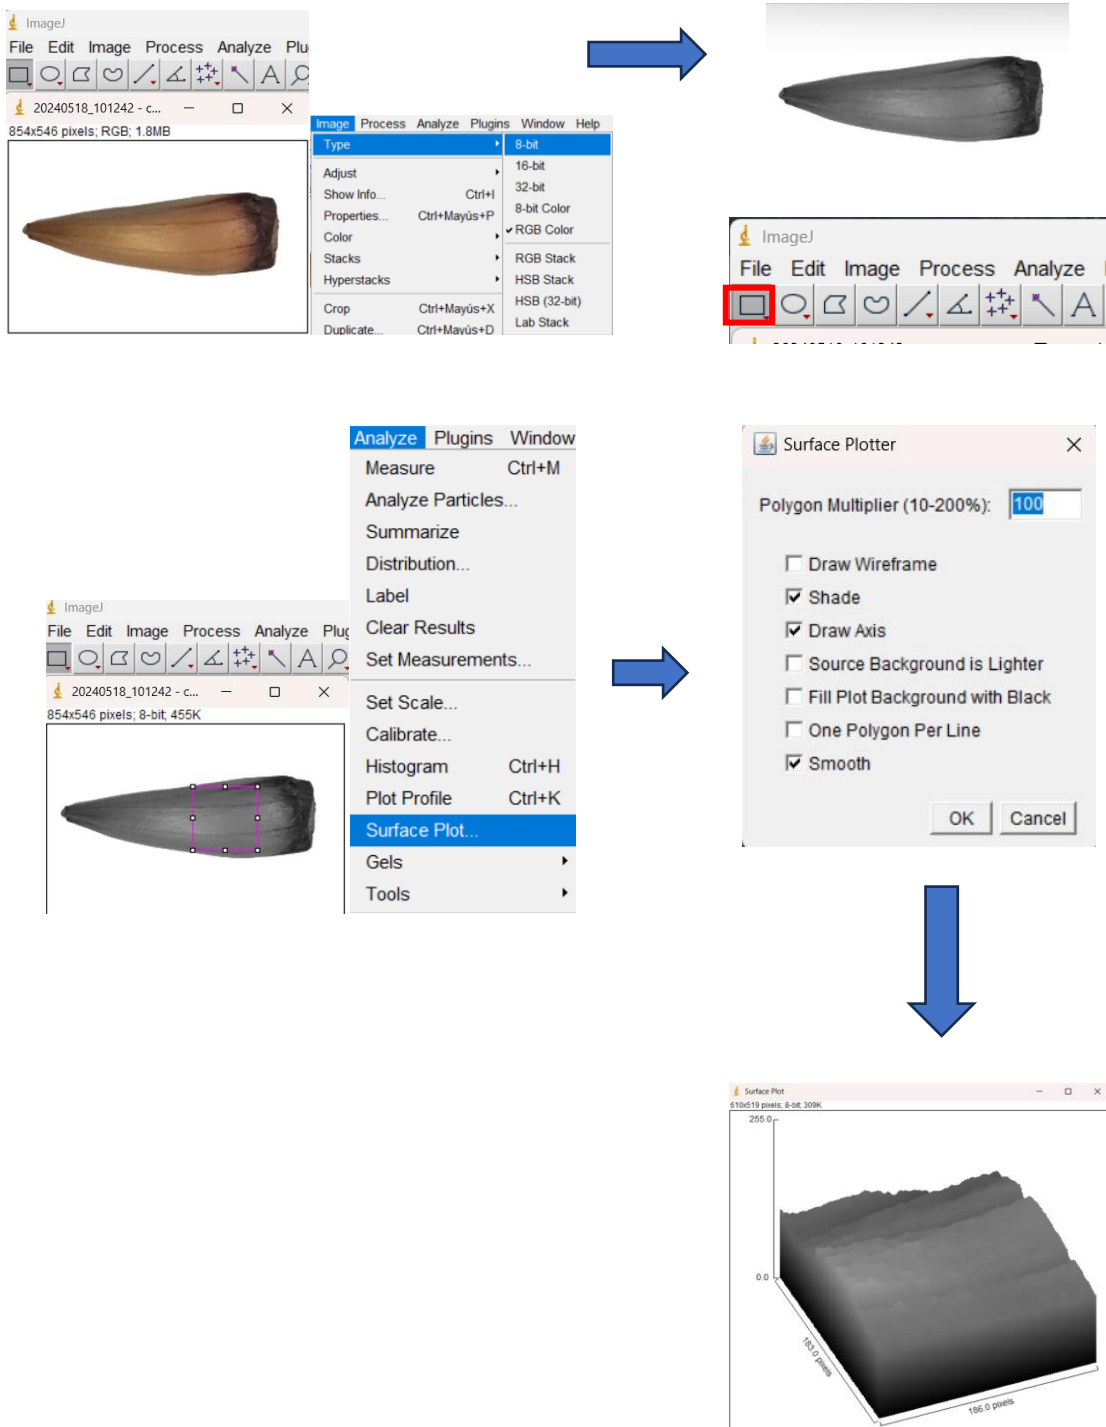 ImageJ
File Edit Image Process Analyze Plu
20240518_101242 - c...
854x546 pixels; RGB; 1.8MB
Image Process Analyze Plugins Window Help
Type
Adjust
Show Info... Ctrl+I
Properties... Ctrl+Mayús+P
Color
Stacks
Hyperstacks
Crop Ctrl+Mayús+X
Duplicate... Ctrl+Mayús+D
8-bit
16-bit
32-bit
8-bit Color
RGB Color
RGB Stack
HSB Stack
HSB (32-bit)
Lab Stack
ImageJ
File Edit Image Process Analyze
ImageJ
File Edit Image Process Analyze Plug
20240518_101242 - c...
854x546 pixels; 8-bit; 455K
Analyze Plugins Window
Measure Ctrl+M
Analyze Particles...
Summarize
Distribution...
Label
Clear Results
Set Measurements...
Set Scale...
Calibrate...
Histogram Ctrl+H
Plot Profile Ctrl+K
Surface Plot...
Gels
Tools
Surface Plotter
Polygon Multiplier (10-200%): 100
Draw Wireframe
Shade
Draw Axis
Source Background is Lighter
Fill Plot Background with Black
One Polygon Per Line
Smooth
OK Cancel
Surface Plot
610x519 pixels; 8-bit; 309K
255.0
0.0
183.0 pixels
186.0 pixels